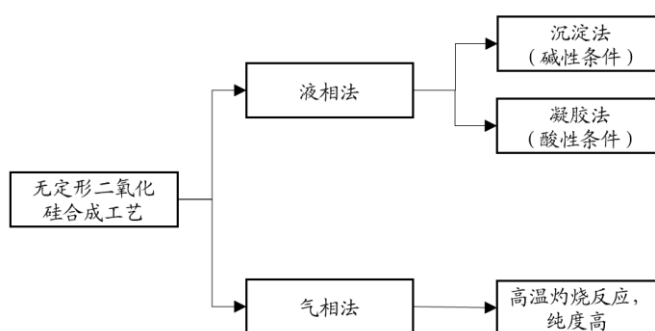 沉淀法
（碱性条件）
液相法
凝胶法
（酸性条件）
无定形二氧化
硅合成工艺
气相法
高温灼烧反应，
纯度高